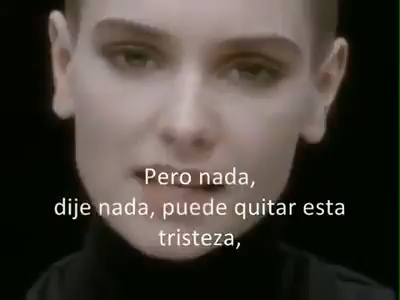 Pero nada,
dije nada, puede quitar esta
tristeza,